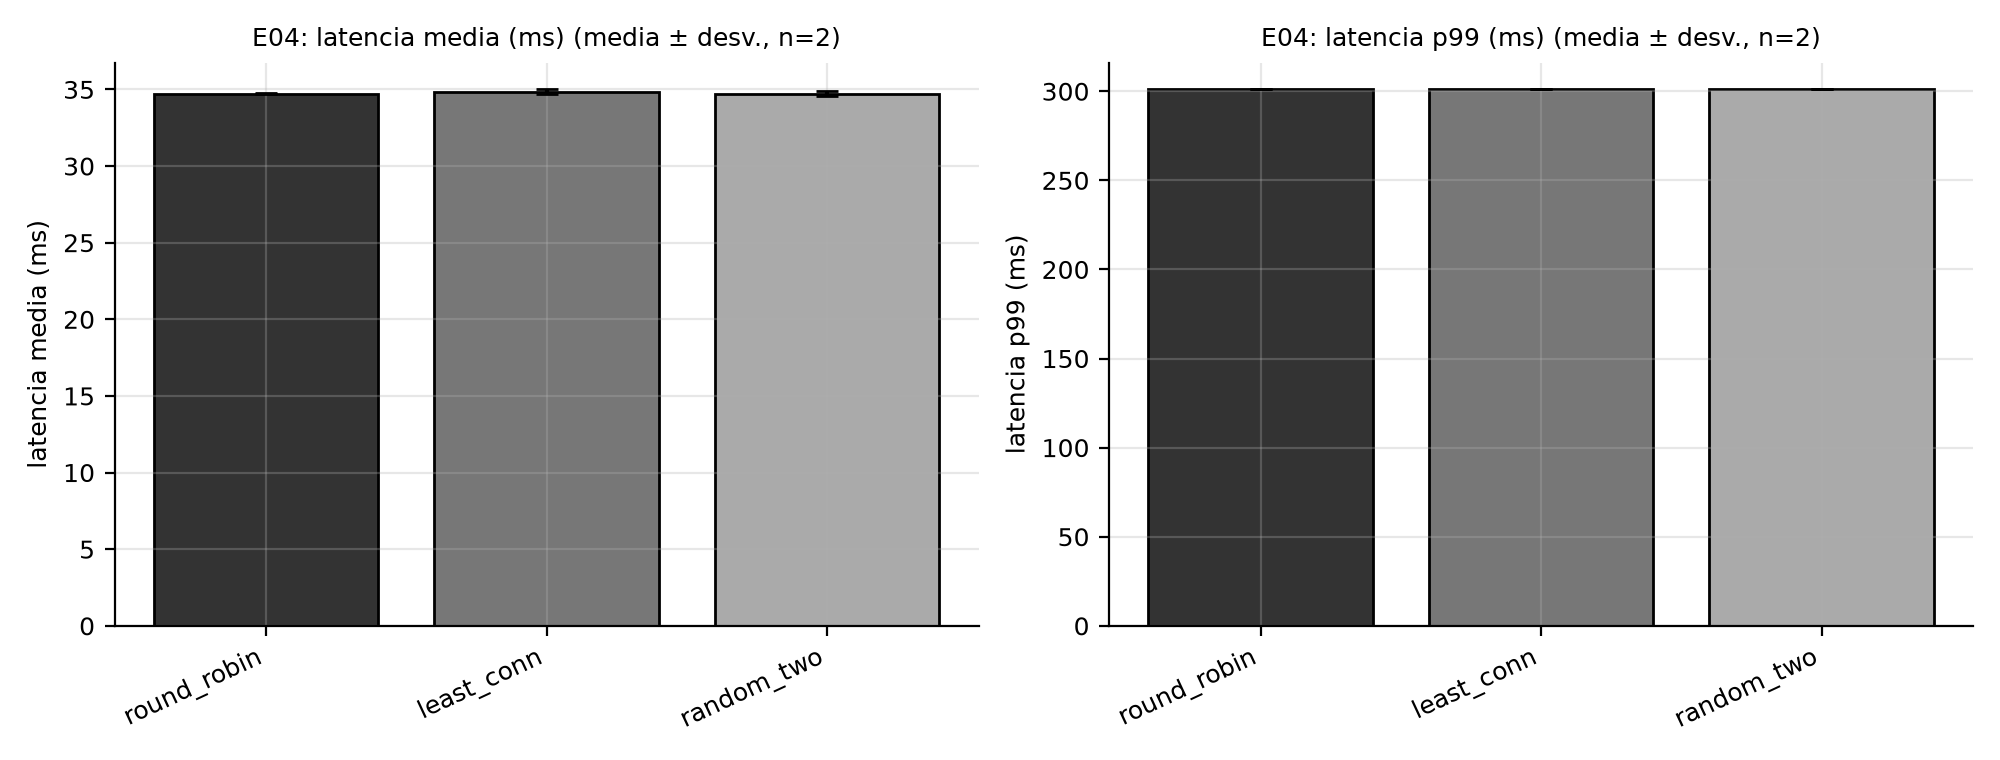 E04: latencia media (ms) (media ± desv., n=2)
latencia media (ms)
35
30
25
20
15
10
5
0
round_robin
least_conn
random_two
E04: latencia p99 (ms) (media ± desv., n=2)
latencia p99 (ms)
300
250
200
150
100
50
0
round_robin
least_conn
random_two